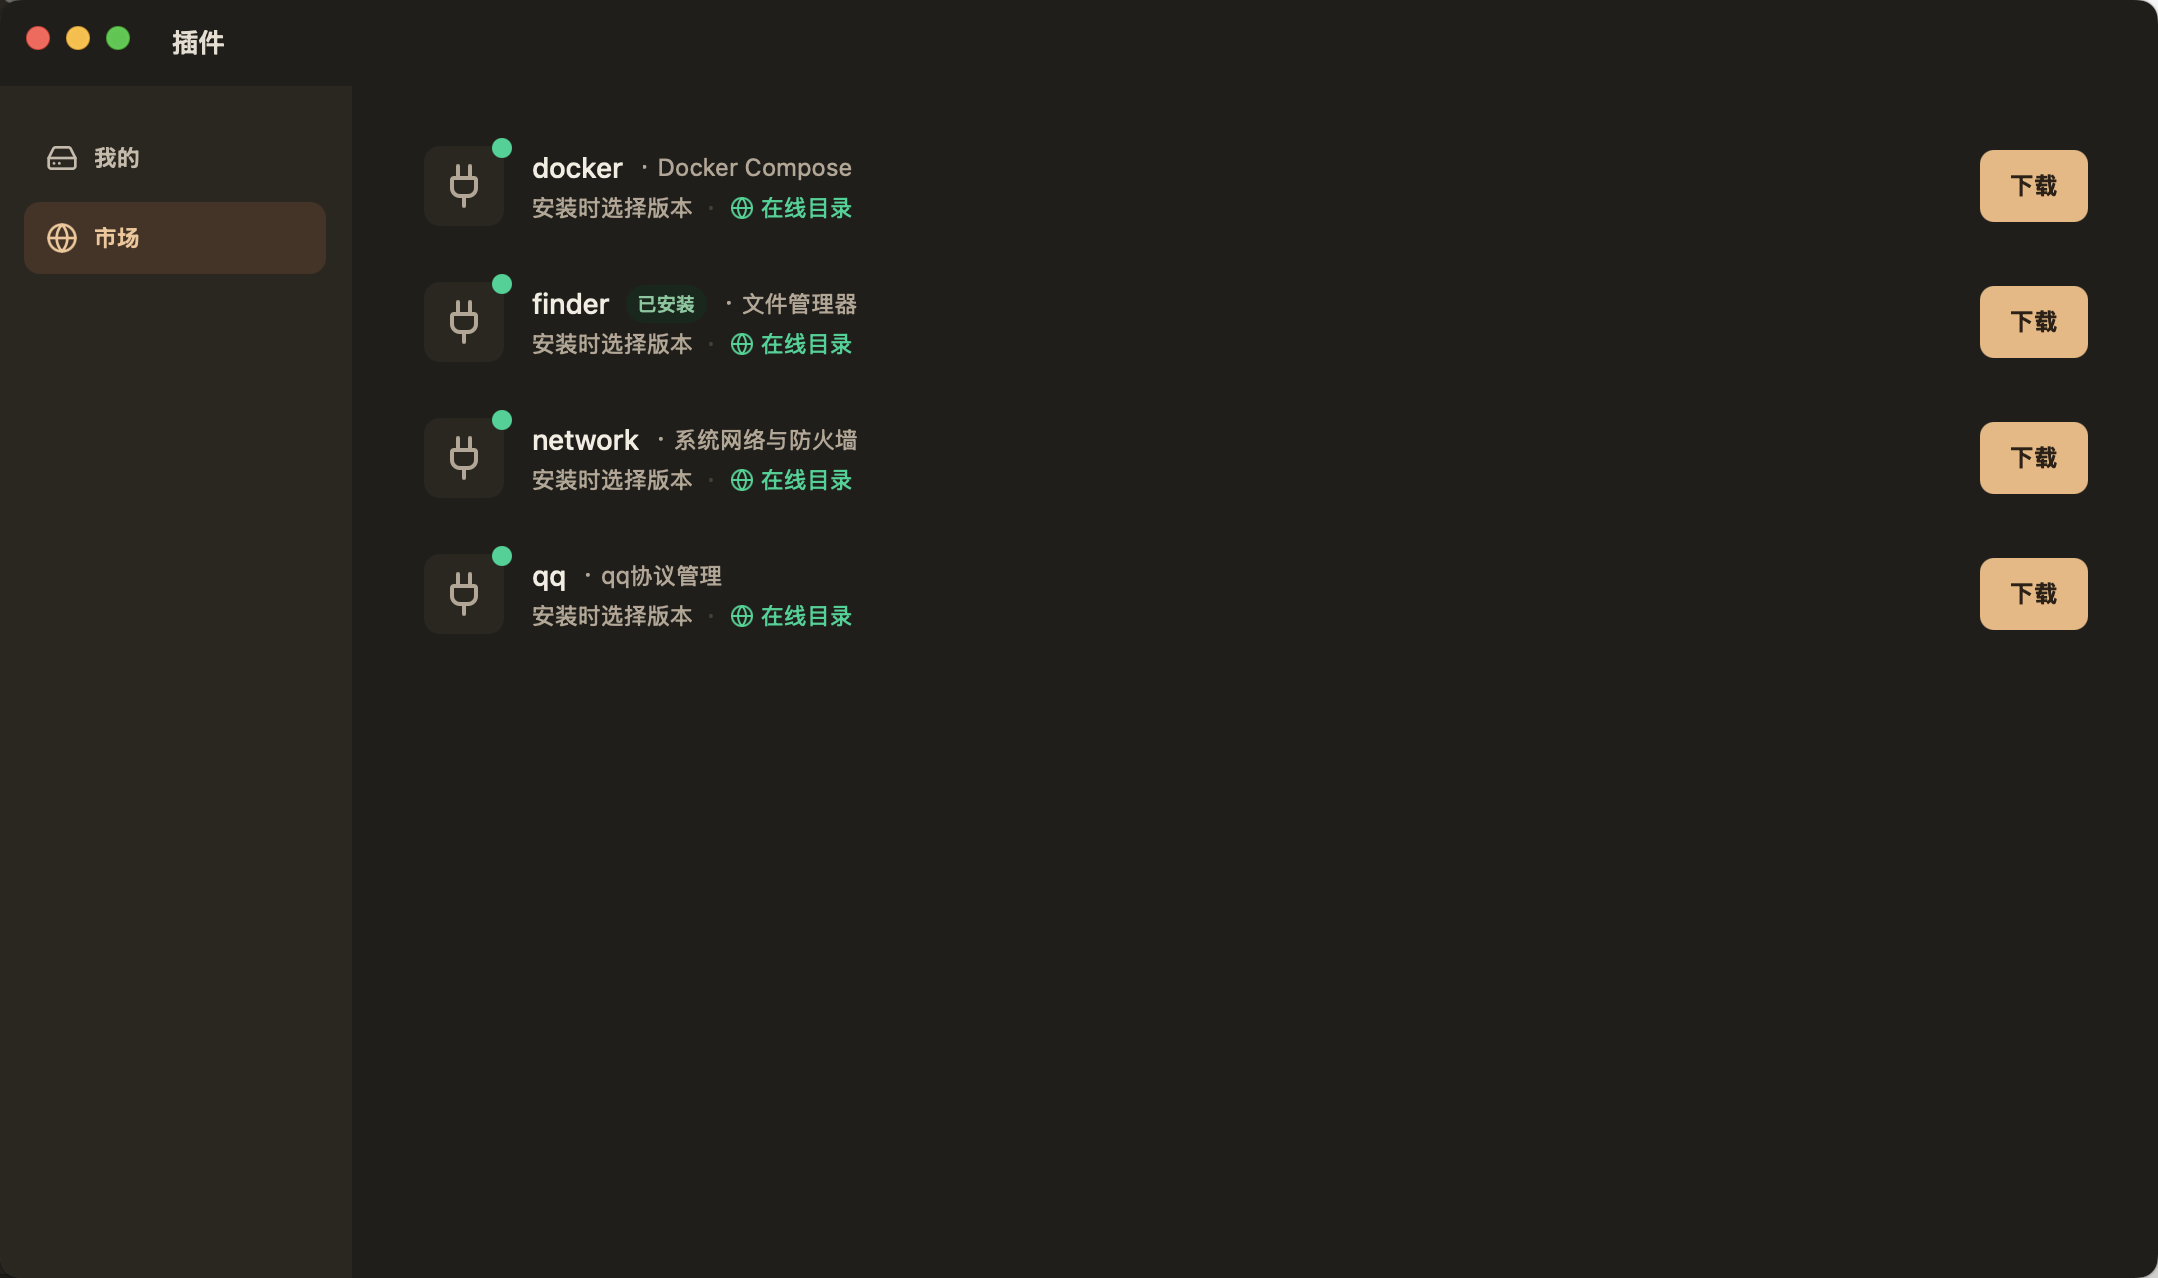 插件
我的
市场
docker · Docker Compose
安装时选择版本 · 在线目录
下载
finder 已安装 · 文件管理器
安装时选择版本 · 在线目录
下载
network · 系统网络与防火墙
安装时选择版本 · 在线目录
下载
qq · qq协议管理
安装时选择版本 · 在线目录
下载